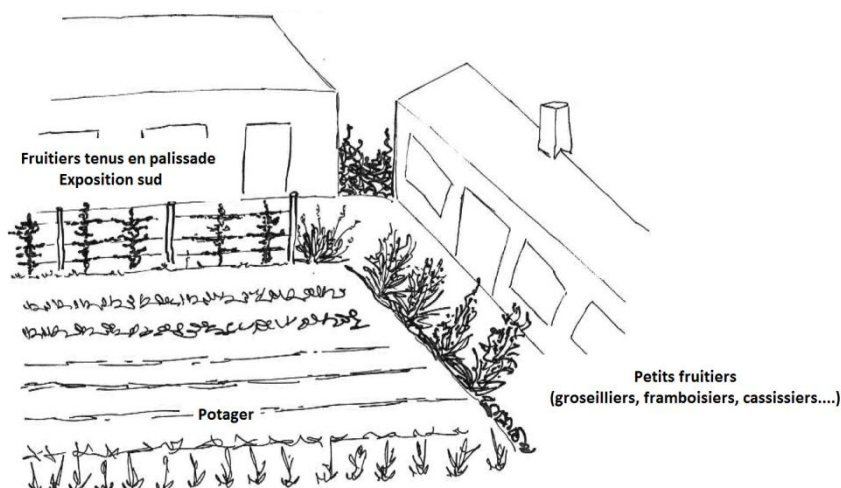 Fruitiers tenus en palissade
Exposition sud
Petits fruitiers
(groseilliers, framboisiers, cassissiers....)
Potager